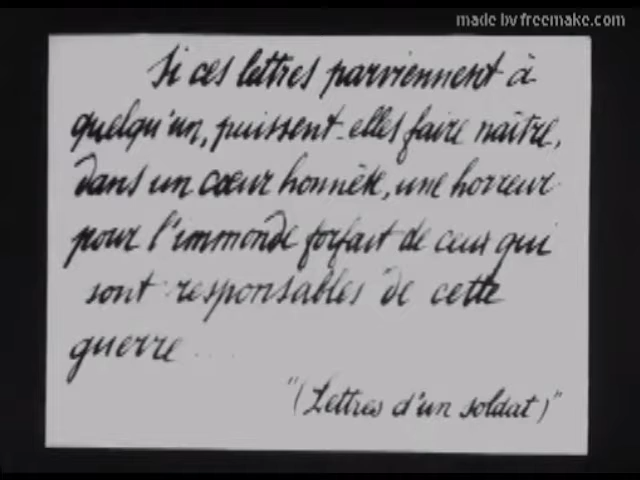 made by freemake.com
Si ces lettres parviennent à
quelqu'un, puissent-elles faire naître,
dans un cœur honnête, une horreur
pour l'immonde forfait de ceux qui
sont responsables de cette
guerre...
"(Lettres d'un soldat)"